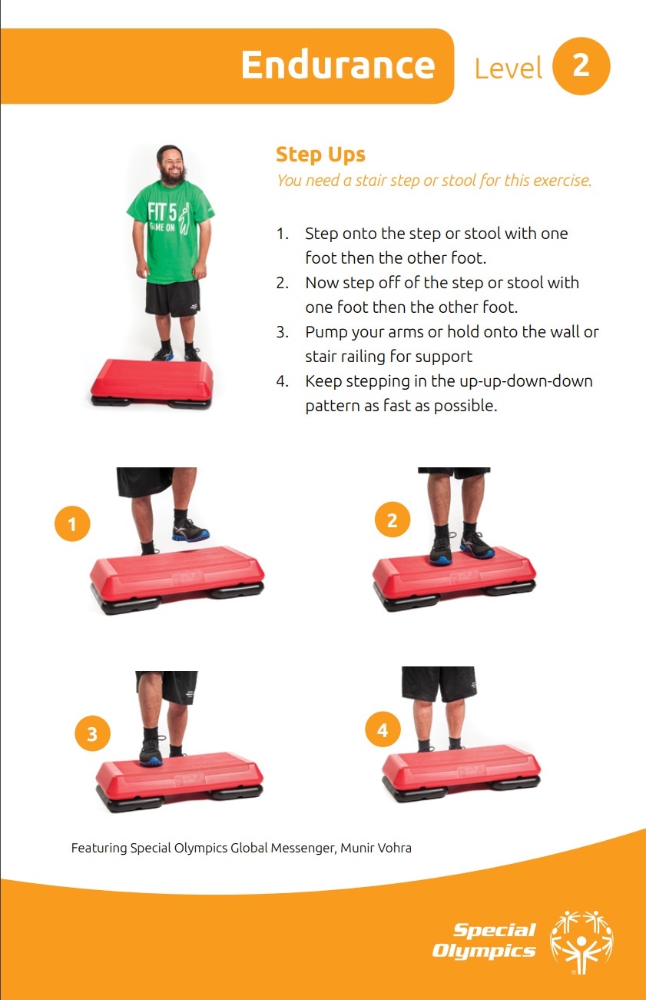 Endurance Level 2
Step Ups
You need a stair step or stool for this exercise.
1. Step onto the step or stool with one
foot then the other foot.
2. Now step off of the step or stool with
one foot then the other foot.
3. Pump your arms or hold onto the wall or
stair railing for support
4. Keep stepping in the up-up-down-down
pattern as fast as possible.
FIT 5
GAME ON
1
2
3
4
Featuring Special Olympics Global Messenger, Munir Vohra
Special
Olympics
®